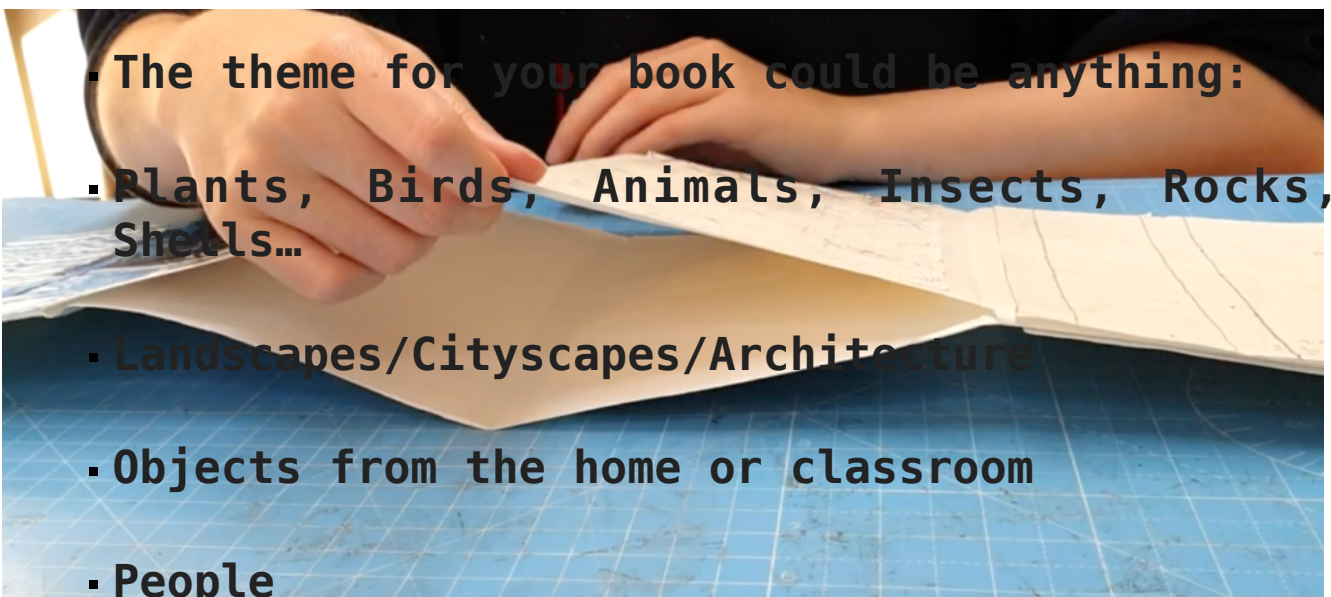 ▪ The theme for your book could be anything:
▪ Plants, Birds, Animals, Insects, Rocks,
Shells…
▪ Landscapes/Cityscapes/Architecture
▪ Objects from the home or classroom
▪ People